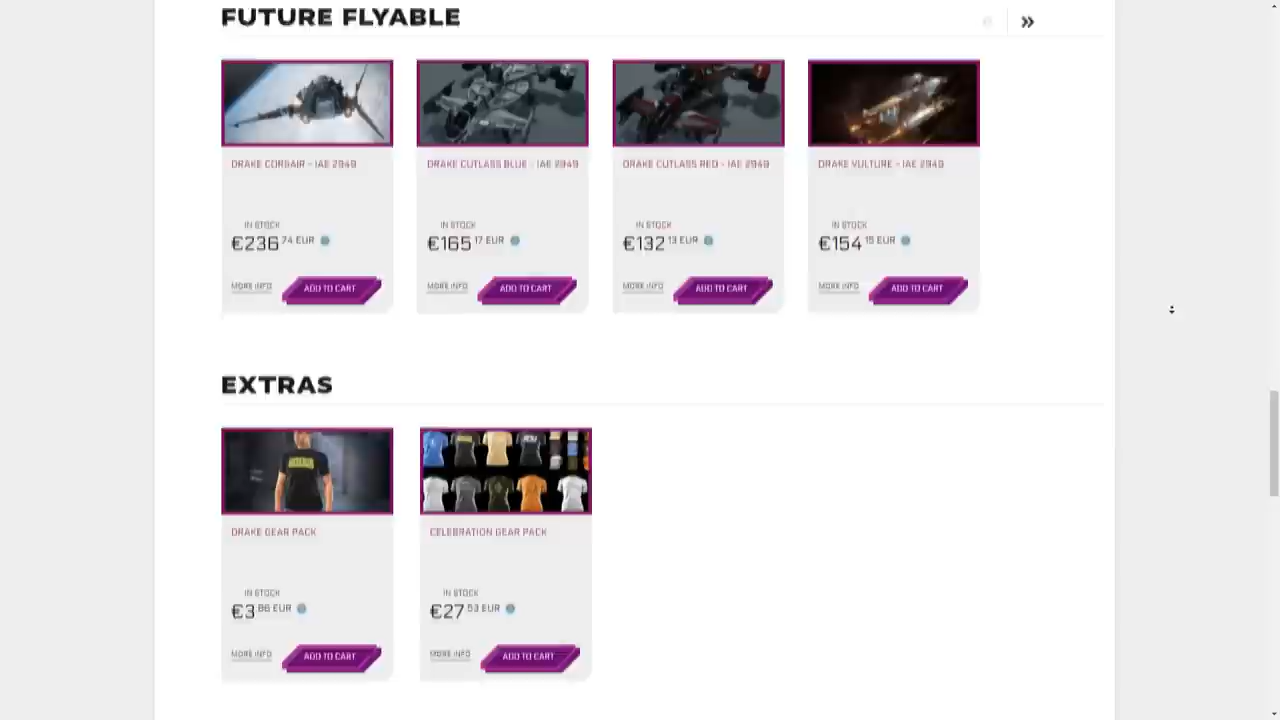 FUTURE FLYABLE
»
DRAKE CORSAIR - IAE 2949
DRAKE CUTLASS BLUE - IAE 2949
DRAKE CUTLASS RED - IAE 2949
DRAKE VULTURE - IAE 2949
IN STOCK
IN STOCK
IN STOCK
IN STOCK
€236 74 EUR
€165 17 EUR
€132 13 EUR
€154 15 EUR
MORE INFO
ADD TO CART
MORE INFO
ADD TO CART
MORE INFO
ADD TO CART
MORE INFO
ADD TO CART
EXTRAS
DRAKE GEAR PACK
CELEBRATION GEAR PACK
IN STOCK
IN STOCK
€3 86 EUR
€27 53 EUR
MORE INFO
ADD TO CART
MORE INFO
ADD TO CART